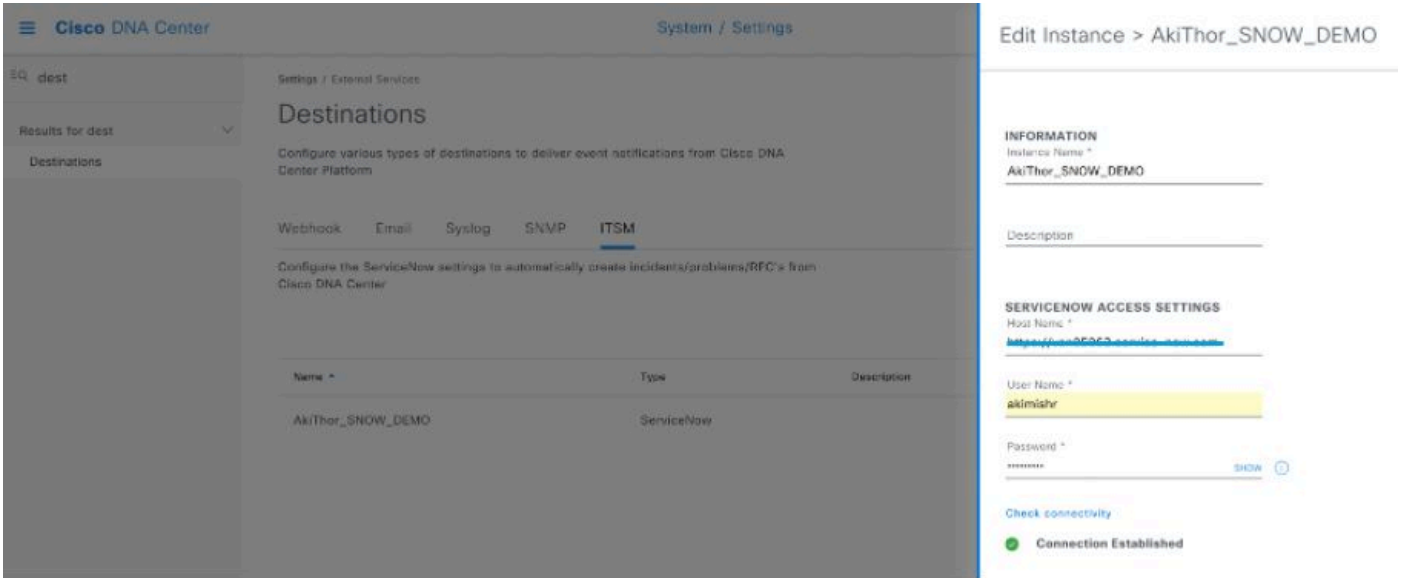 Cisco DNA Center
System / Settings
dest
Results for dest
Destinations
Settings / External Services
Destinations
Configure various types of destinations to deliver event notifications from Cisco DNA
Center Platform
Webhook Email Syslog SNMP ITSM
Configure the ServiceNow settings to automatically create incidents/problems/RFC's from
Cisco DNA Center
Name Type Description
AkiThor_SNOW_DEMO ServiceNow
Edit Instance > AkiThor_SNOW_DEMO
INFORMATION
Instance Name *
AkiThor_SNOW_DEMO
Description
SERVICENOW ACCESS SETTINGS
Host Name *
User Name *
akimishr
Password *
SHOW
Check connectivity
Connection Established